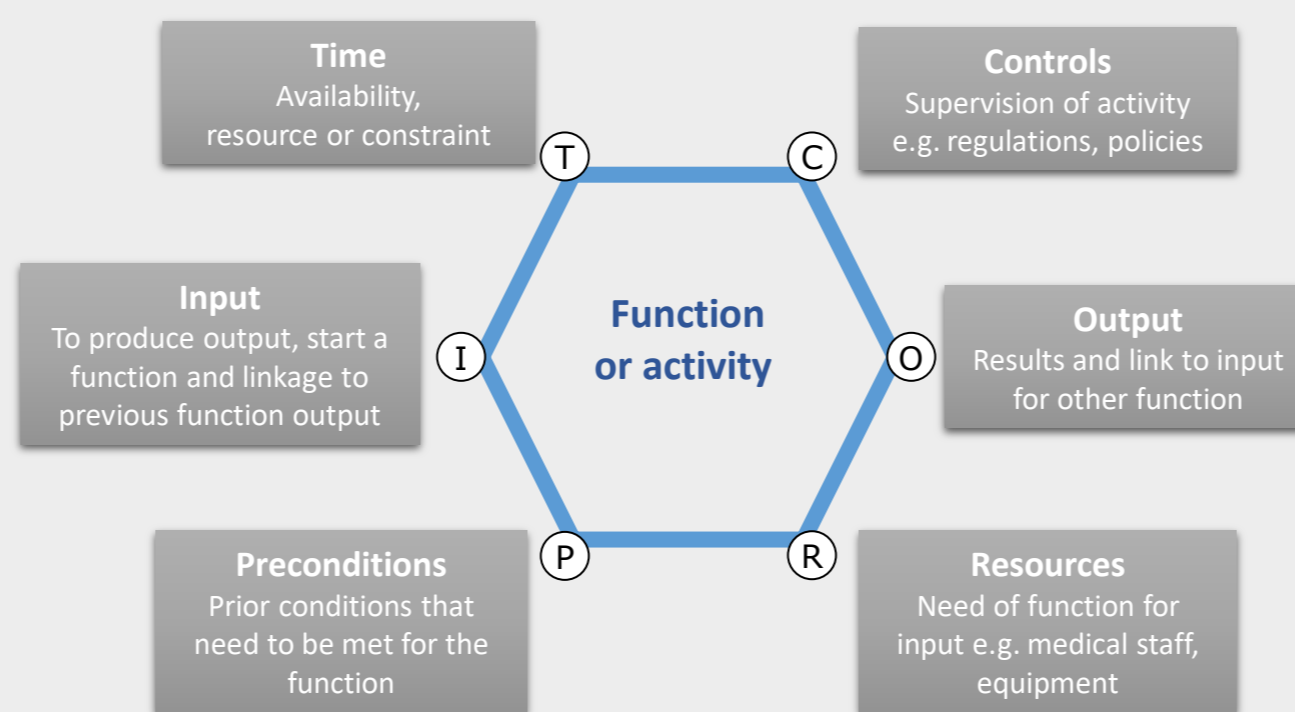 Time
Availability,
resource or constraint
Controls
Supervision of activity
e.g. regulations, policies
T
C
Input
To produce output, start a
function and linkage to
previous function output
I
Function
or activity
O
Output
Results and link to input
for other function
Preconditions
Prior conditions that
need to be met for the
function
P
R
Resources
Need of function for
input e.g. medical staff,
equipment